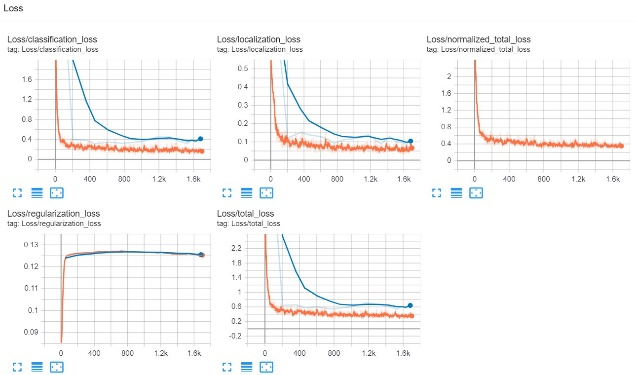 Loss
Loss/classification_loss
tag: Loss/classification_loss
1.6
1.2
0.8
0.4
0
0 400 800 1.2k 1.6k
Loss/localization_loss
tag: Loss/localization_loss
0.5
0.4
0.3
0.2
0.1
0
0 400 800 1.2k 1.6k
Loss/normalized_total_loss
tag: Loss/normalized_total_loss
2
1.6
1.2
0.8
0.4
0
0 400 800 1.2k 1.6k
Loss/regularization_loss
tag: Loss/regularization_loss
0.13
0.12
0.11
0.1
0.09
0 400 800 1.2k 1.6k
Loss/total_loss
tag: Loss/total_loss
2.2
1.8
1.4
1
0.6
0.2
-0.2
0 400 800 1.2k 1.6k